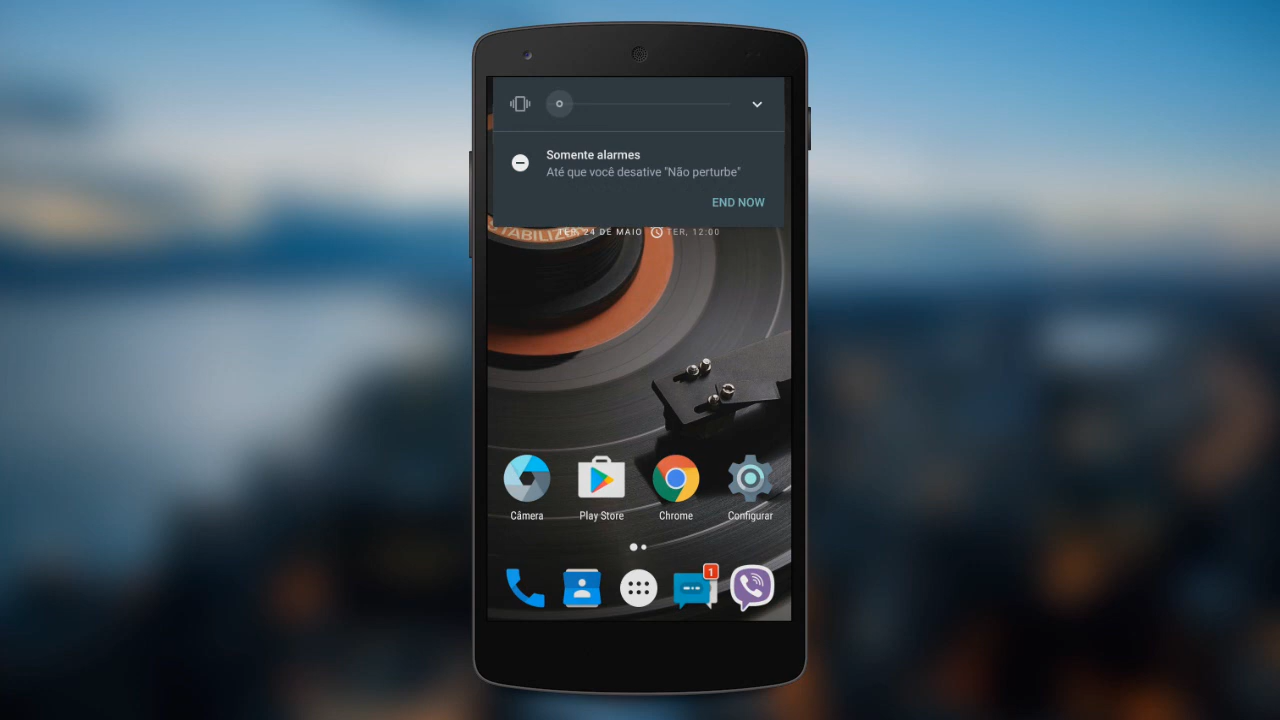 Somente alarmes
Até que você desative "Não perturbe"
END NOW
TER, 24 DE MAIO TER, 12:00
Câmera Play Store Chrome Configurar
1